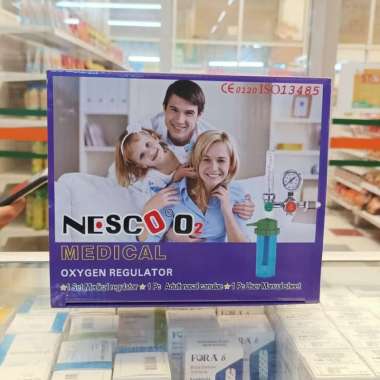 CE0120 ISO13485
NESCO O2
MEDICAL
OXYGEN REGULATOR
★1 Set Medical regulator ★1 Pc Adult nasal canulae ★1 Pc User Manual sheet
FORA 6